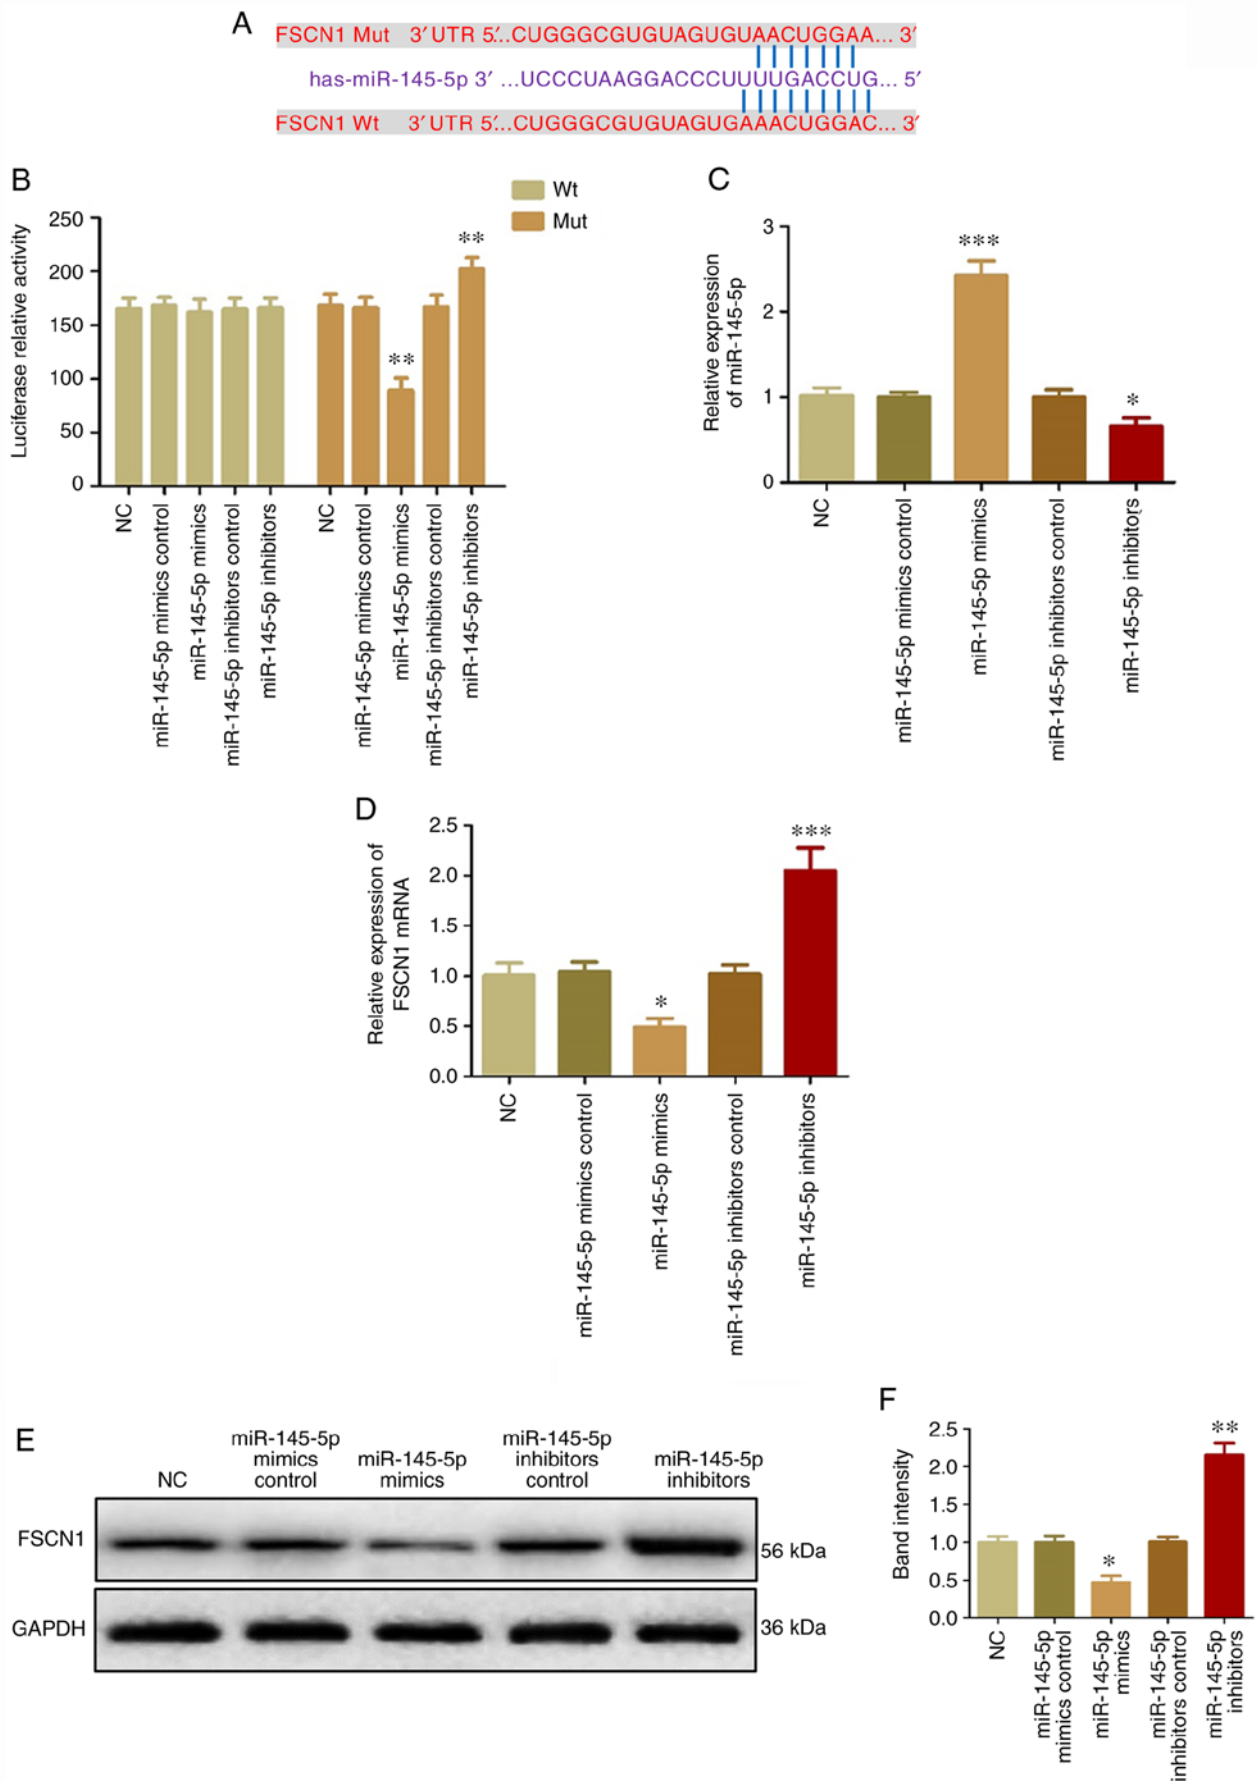 A
FSCN1 Mut 3′ UTR 5′...CUGGGCGUGUAGUGUAACUGGAA... 3′
has-miR-145-5p 3′ ...UCCCUAAGGACCCUUUUGACCUG... 5′
FSCN1 Wt 3′ UTR 5′...CUGGGCGUGUAGUGAAACUGGAC... 3′
B
Wt
Mut
Luciferase relative activity
250
200
150
100
50
0
**
**
NC
miR-145-5p mimics control
miR-145-5p mimics
miR-145-5p inhibitors control
miR-145-5p inhibitors
NC
miR-145-5p mimics control
miR-145-5p mimics
miR-145-5p inhibitors control
miR-145-5p inhibitors
C
Relative expression
of miR-145-5p
3
2
1
0
***
*
NC
miR-145-5p mimics control
miR-145-5p mimics
miR-145-5p inhibitors control
miR-145-5p inhibitors
D
Relative expression of
FSCN1 mRNA
2.5
2.0
1.5
1.0
0.5
0.0
*
***
NC
miR-145-5p mimics control
miR-145-5p mimics
miR-145-5p inhibitors control
miR-145-5p inhibitors
E
NC
miR-145-5p
mimics
control
miR-145-5p
mimics
miR-145-5p
inhibitors
control
miR-145-5p
inhibitors
FSCN1
56 kDa
GAPDH
36 kDa
F
Band intensity
2.5
2.0
1.5
1.0
0.5
0.0
*
**
NC
miR-145-5p
mimics control
miR-145-5p
mimics
miR-145-5p
inhibitors control
miR-145-5p
inhibitors